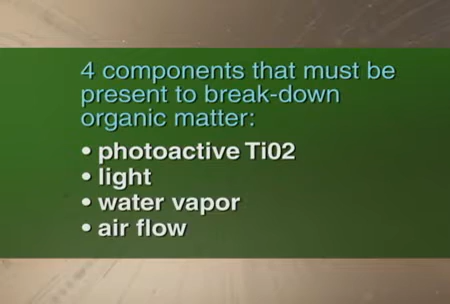 4 components that must be
present to break-down
organic matter:
• photoactive Ti02
• light
• water vapor
• air flow